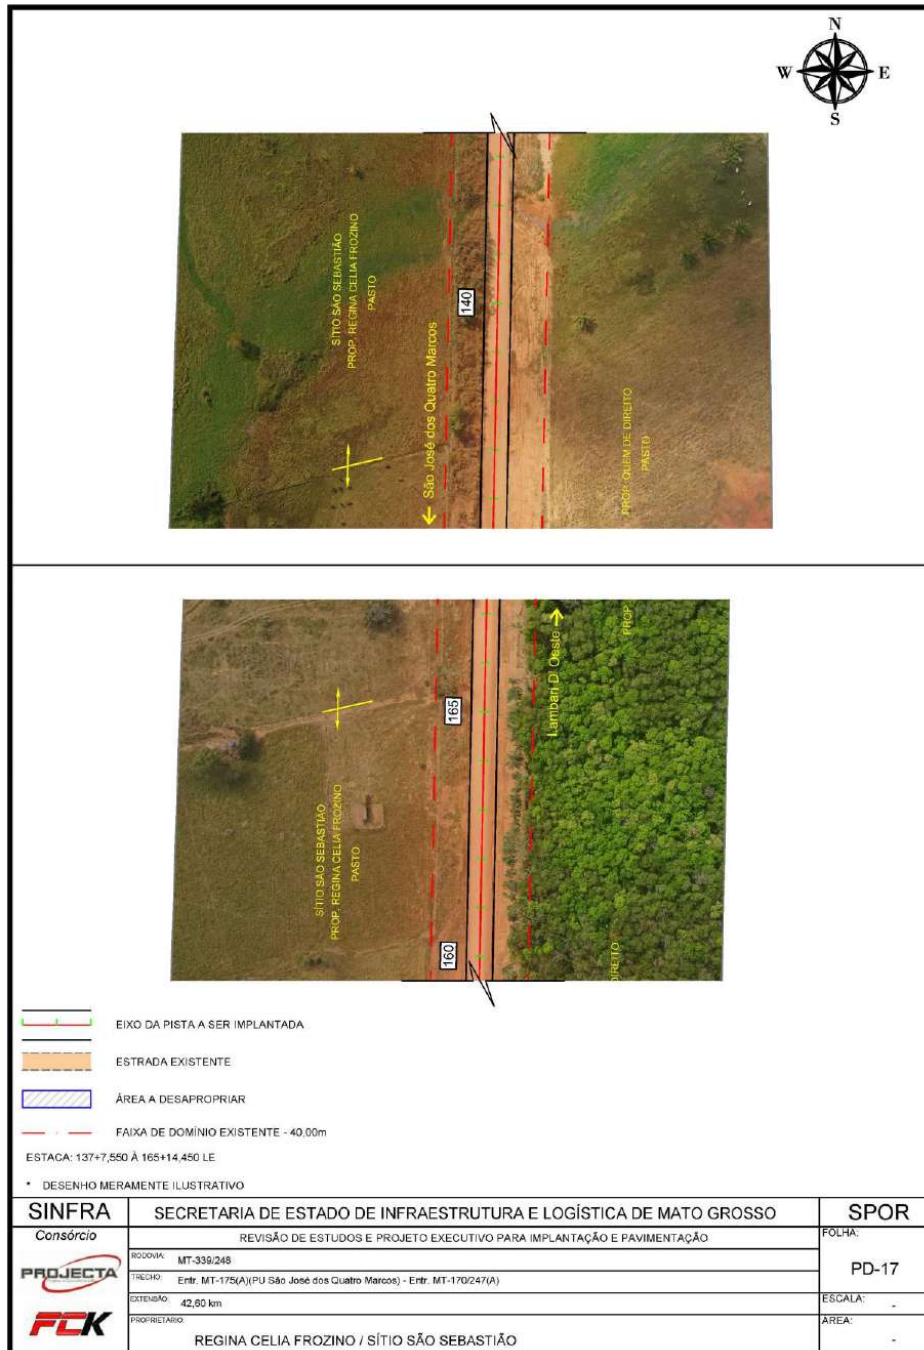 N
W
E
S
SÍTIO SÃO SEBASTIÃO
PROP. REGINA CELIA FROZINO
PASTO
140
← São José dos Quatro Marcos
PROP. QUEM DE DIREITO
PASTO
165
Lambari D' Oeste →
PROP.
SÍTIO SÃO SEBASTIÃO
PROP. REGINA CELIA FROZINO
PASTO
160
DIREITO
EIXO DA PISTA A SER IMPLANTADA
ESTRADA EXISTENTE
ÁREA A DESAPROPRIAR
FAIXA DE DOMÍNIO EXISTENTE - 40,00m
ESTACA: 137+7,550 À 165+14,450 LE
* DESENHO MERAMENTE ILUSTRATIVO
SINFRA
SECRETARIA DE ESTADO DE INFRAESTRUTURA E LOGÍSTICA DE MATO GROSSO
SPOR
Consórcio
PROJECTA
FCK
REVISÃO DE ESTUDOS E PROJETO EXECUTIVO PARA IMPLANTAÇÃO E PAVIMENTAÇÃO
RODOVIA: MT-339/248
TRECHO: Entr. MT-175(A)(PU São José dos Quatro Marcos) - Entr. MT-170/247(A)
EXTENSÃO: 42,60 km
PROPRIETÁRIO:
REGINA CELIA FROZINO / SÍTIO SÃO SEBASTIÃO
FOLHA:
PD-17
ESCALA: -
ÁREA:
-